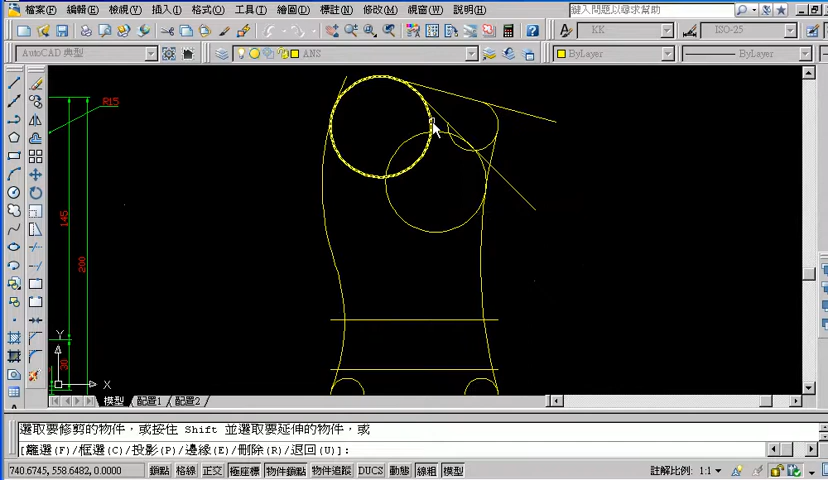 檔案(F) 編輯(E) 檢視(V) 插入(I) 格式(O) 工具(T) 繪圖(D) 標註(N) 修改(M) 視窗(W) 說明(H) 鍵入問題以尋求協助
KK ISO-25
AutoCAD 典型 ANS ByLayer ByLayer
R15
145
200
30
Y
X
模型 配置1 配置2
選取要修剪的物件, 或按住 Shift 並選取要延伸的物件, 或
[籬選(F)/框選(C)/投影(P)/邊緣(E)/刪除(R)/退回(U)]:
740.6745, 558.6482, 0.0000 鎖點 格線 正交 極座標 物件鎖點 物件追蹤 DUCS 動態 線粗 模型 註解比例: 1:1